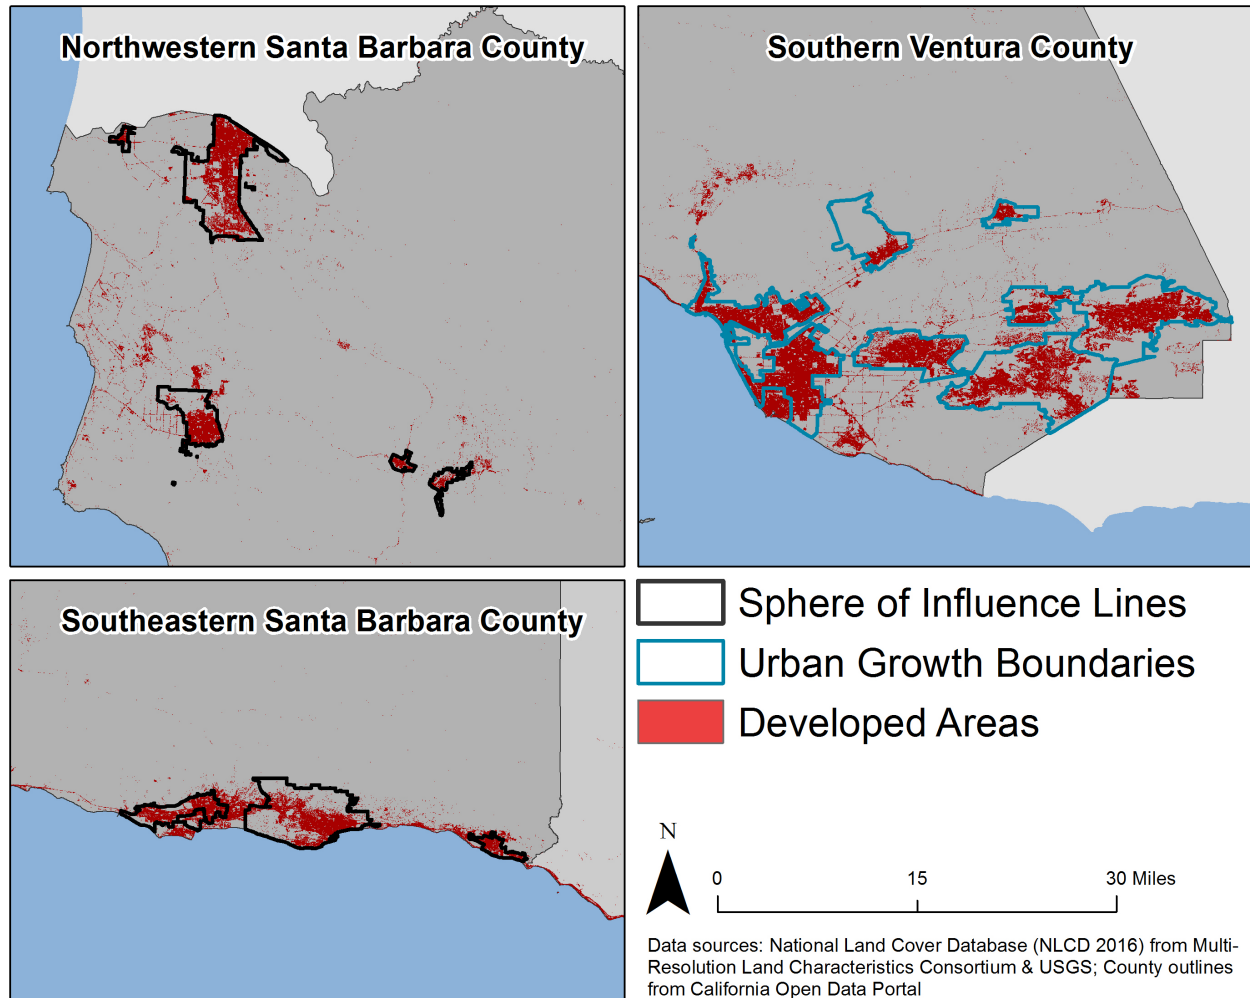 Northwestern Santa Barbara County
Southern Ventura County
Southeastern Santa Barbara County
Sphere of Influence Lines
Urban Growth Boundaries
Developed Areas
N
0 15 30 Miles
Data sources: National Land Cover Database (NLCD 2016) from Multi-
Resolution Land Characteristics Consortium & USGS; County outlines
from California Open Data Portal